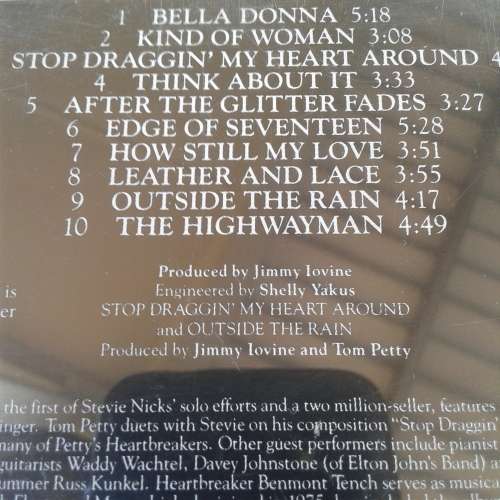 1 BELLA DONNA 5:18
2 KIND OF WOMAN 3:08
STOP DRAGGIN' MY HEART AROUND 4
4 THINK ABOUT IT 3:33
5 AFTER THE GLITTER FADES 3:27
6 EDGE OF SEVENTEEN 5:28
7 HOW STILL MY LOVE 3:51
8 LEATHER AND LACE 3:55
9 OUTSIDE THE RAIN 4:17
10 THE HIGHWAYMAN 4:49
Produced by Jimmy Iovine
is Engineered by Shelly Yakus
er STOP DRAGGIN' MY HEART AROUND
and OUTSIDE THE RAIN
Produced by Jimmy Iovine and Tom Petty
the first of Stevie Nicks' solo efforts and a two million-seller, features
inger. Tom Petty duets with Stevie on his composition "Stop Draggin'
many of Petty's Heartbreakers. Other guest performers include pianist
guitarists Waddy Wachtel, Davey Johnstone (of Elton John's Band) a
ummer Russ Kunkel. Heartbreaker Benmont Tench serves as musical